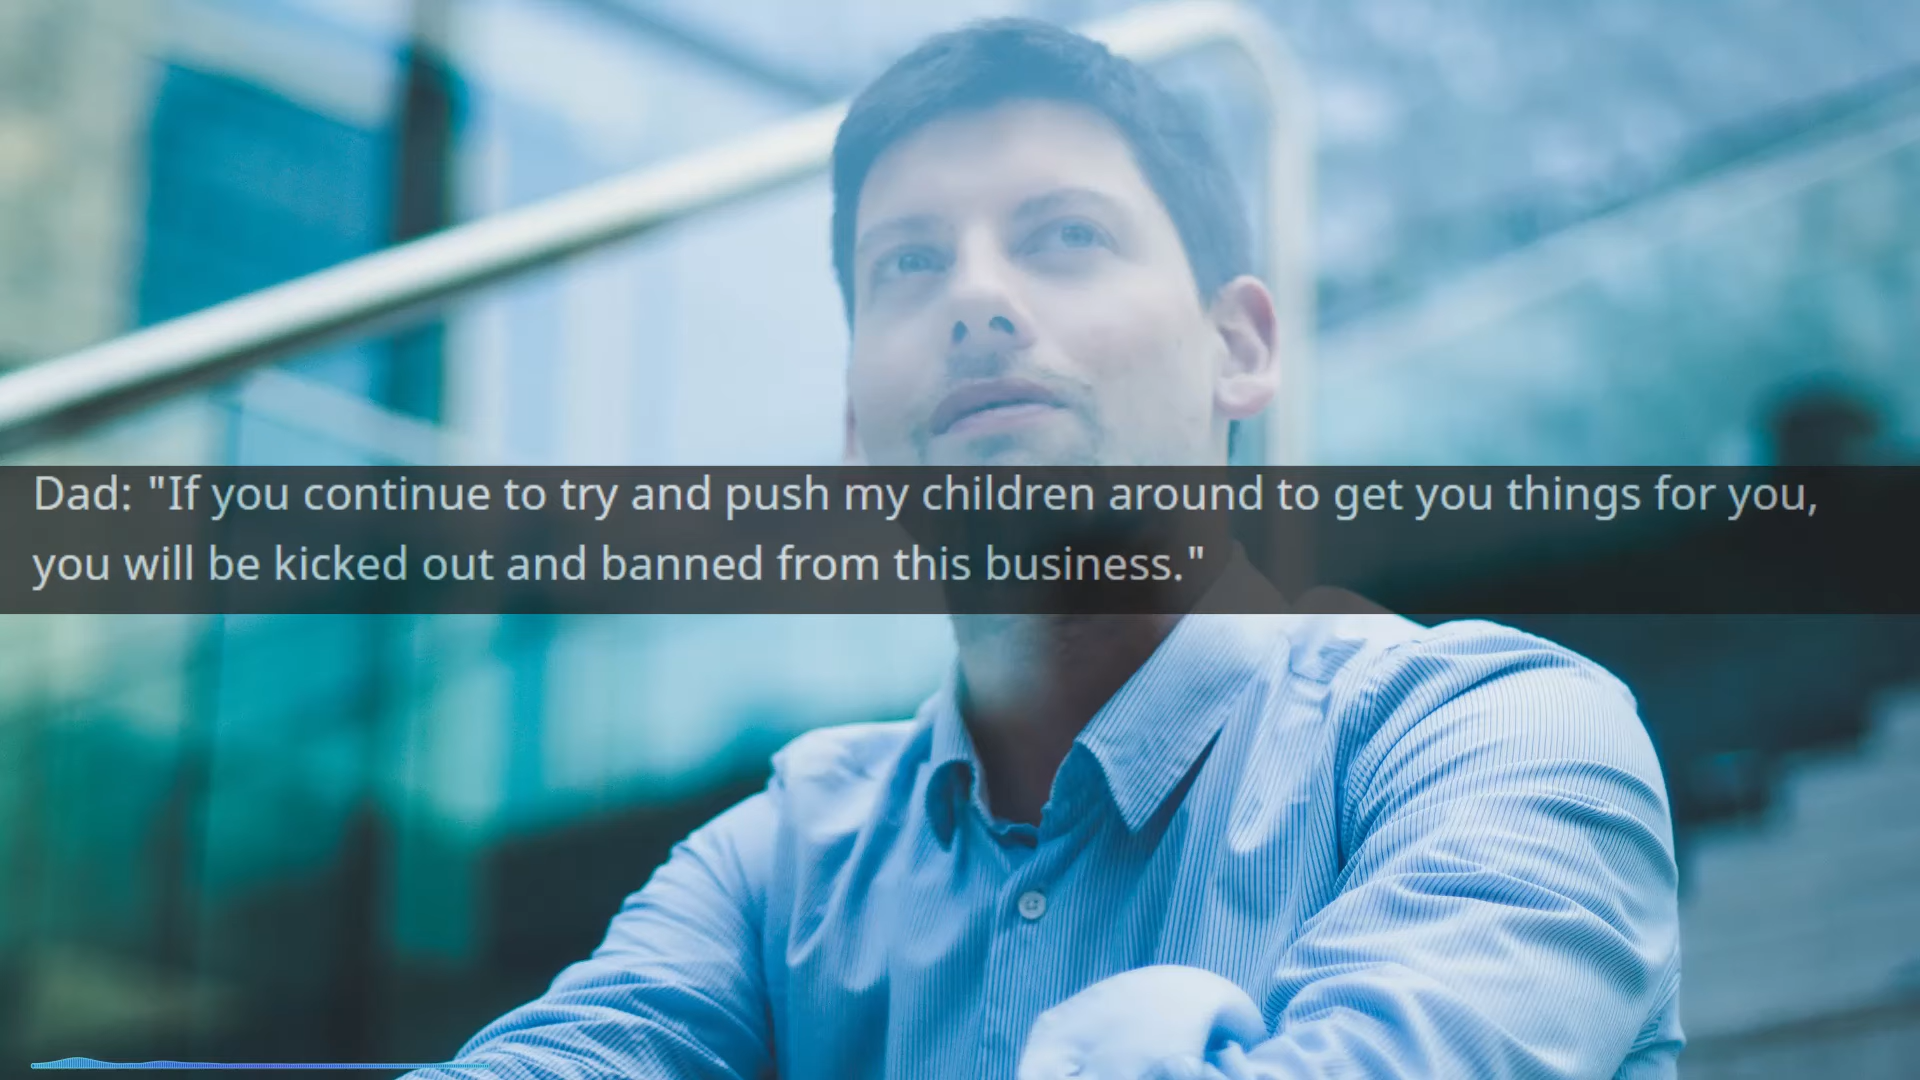 Dad: "If you continue to try and push my children around to get you things for you,
you will be kicked out and banned from this business."